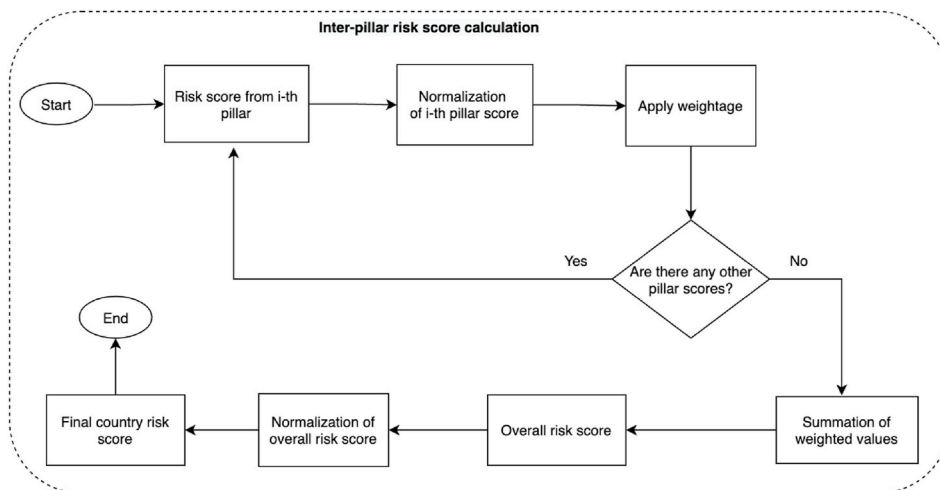 Inter-pillar risk score calculation
Start
Risk score from i-th
pillar
Normalization
of i-th pillar score
Apply weightage
Yes
Are there any other
pillar scores?
No
End
Final country risk
score
Normalization of
overall risk score
Overall risk score
Summation of
weighted values